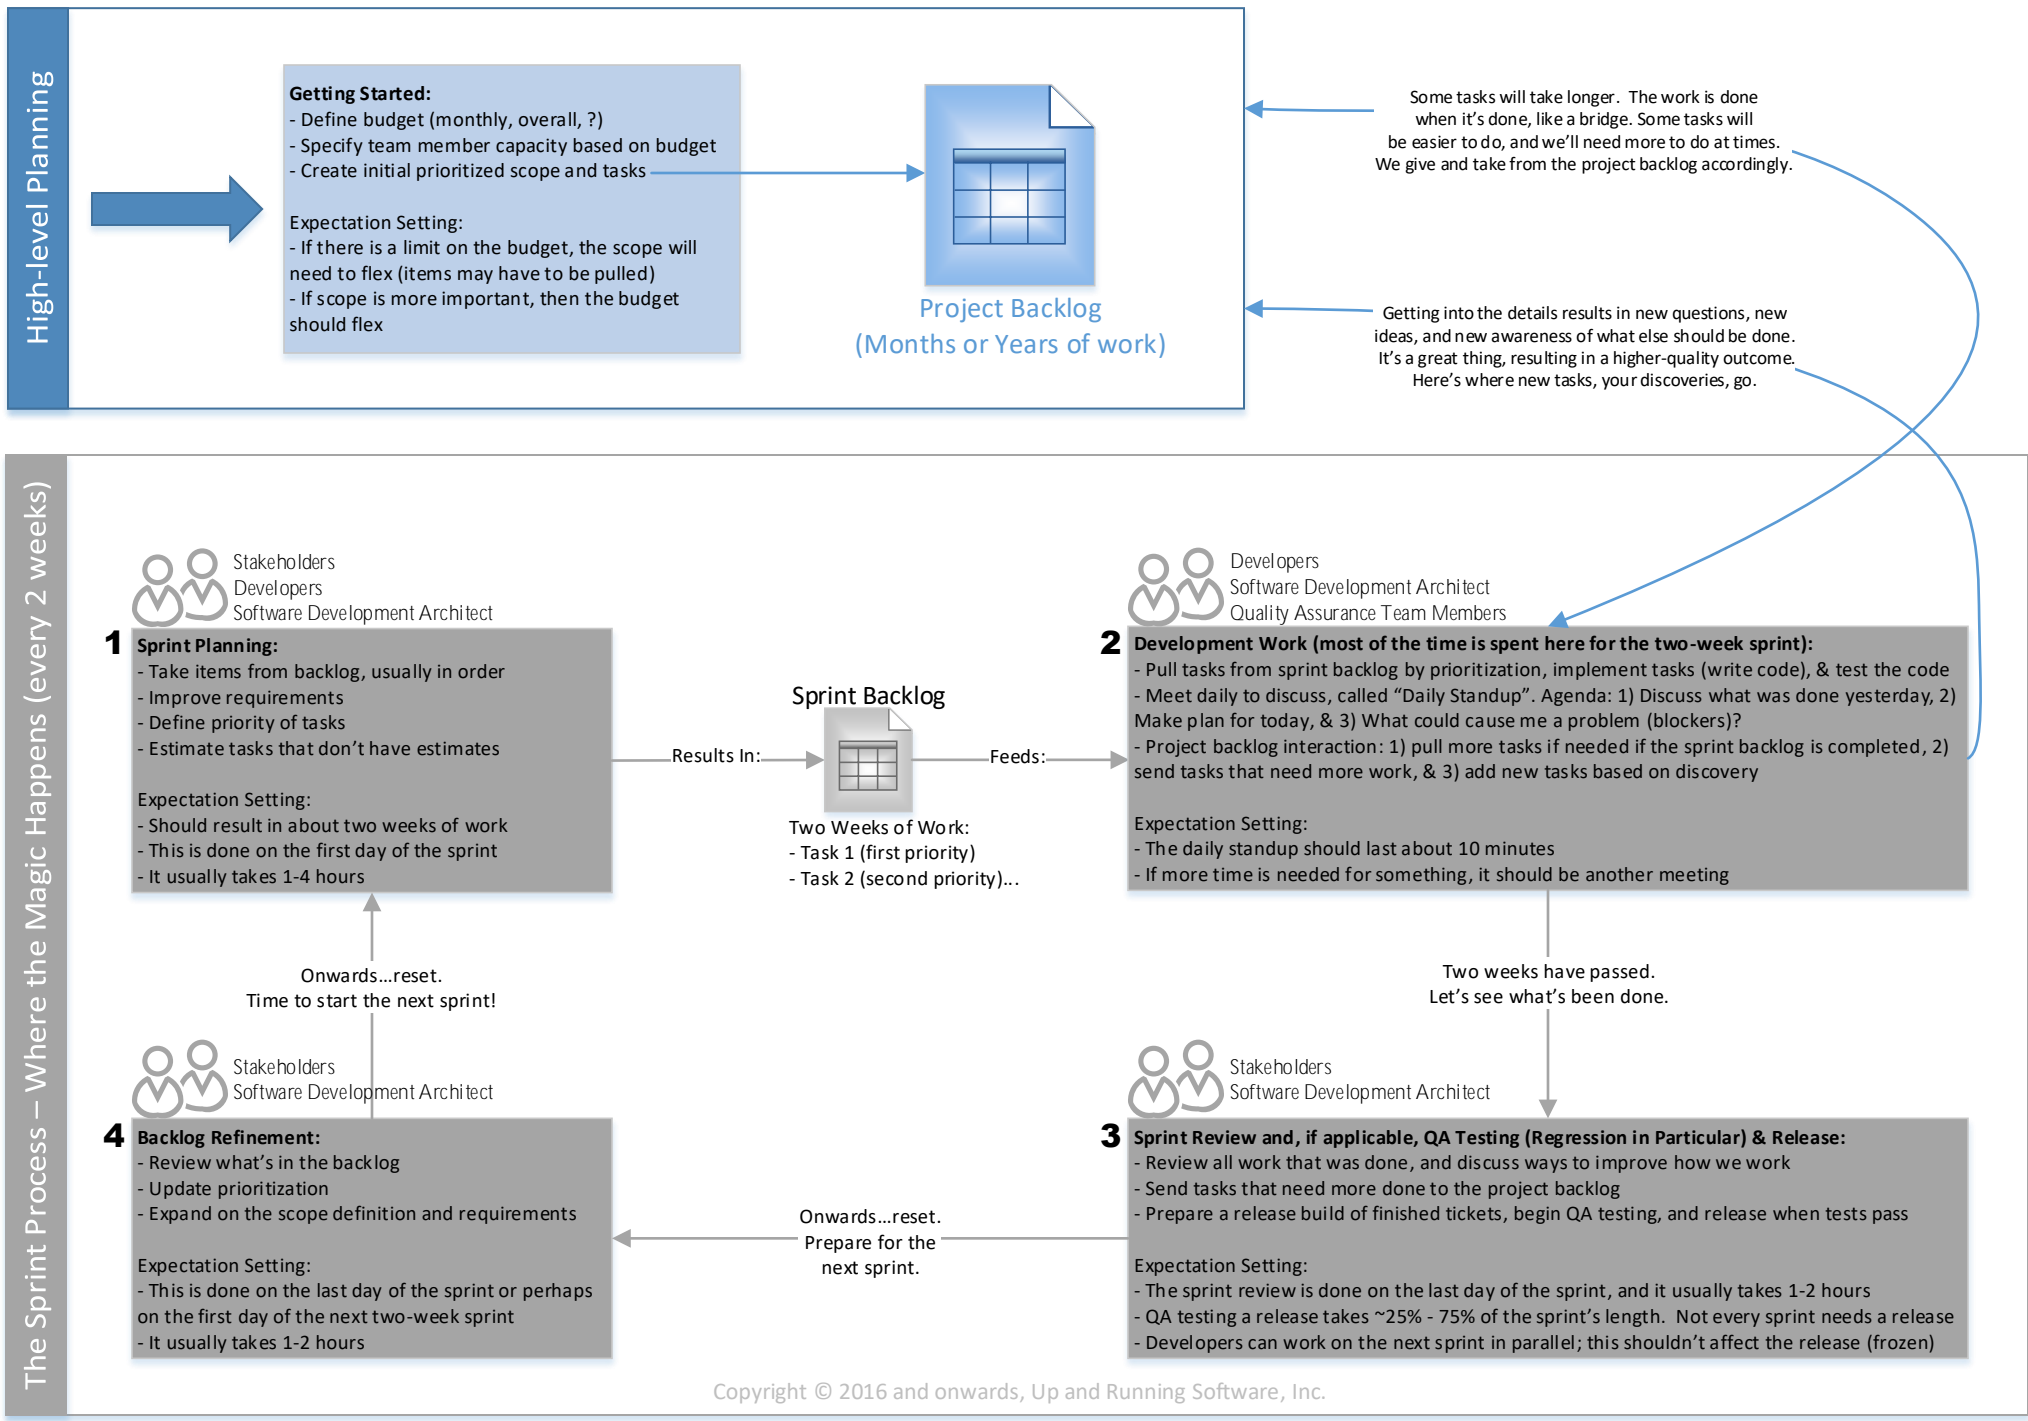 High-level Planning
Getting Started:
- Define budget (monthly, overall, ?)
- Specify team member capacity based on budget
- Create initial prioritized scope and tasks
Expectation Setting:
- If there is a limit on the budget, the scope will
need to flex (items may have to be pulled)
- If scope is more important, then the budget
should flex
Project Backlog
(Months or Years of work)
Some tasks will take longer.  The work is done
when it's done, like a bridge. Some tasks will
be easier to do, and we'll need more to do at times.
We give and take from the project backlog accordingly.
Getting into the details results in new questions, new
ideas, and new awareness of what else should be done.
It's a great thing, resulting in a higher-quality outcome.
Here's where new tasks, your discoveries, go.
The Sprint Process – Where the Magic Happens (every 2 weeks)
Stakeholders
Developers
Software Development Architect
1
Sprint Planning:
- Take items from backlog, usually in order
- Improve requirements
- Define priority of tasks
- Estimate tasks that don't have estimates
Expectation Setting:
- Should result in about two weeks of work
- This is done on the first day of the sprint
- It usually takes 1-4 hours
Results In:
Sprint Backlog
Two Weeks of Work:
- Task 1 (first priority)
- Task 2 (second priority)...
Feeds:
Developers
Software Development Architect
Quality Assurance Team Members
2
Development Work (most of the time is spent here for the two-week sprint):
- Pull tasks from sprint backlog by prioritization, implement tasks (write code), & test the code
- Meet daily to discuss, called “Daily Standup”. Agenda: 1) Discuss what was done yesterday, 2)
Make plan for today, & 3) What could cause me a problem (blockers)?
- Project backlog interaction: 1) pull more tasks if needed if the sprint backlog is completed, 2)
send tasks that need more work, & 3) add new tasks based on discovery
Expectation Setting:
- The daily standup should last about 10 minutes
- If more time is needed for something, it should be another meeting
Two weeks have passed.
Let's see what's been done.
Stakeholders
Software Development Architect
3
Sprint Review and, if applicable, QA Testing (Regression in Particular) & Release:
- Review all work that was done, and discuss ways to improve how we work
- Send tasks that need more done to the project backlog
- Prepare a release build of finished tickets, begin QA testing, and release when tests pass
Expectation Setting:
- The sprint review is done on the last day of the sprint, and it usually takes 1-2 hours
- QA testing a release takes ~25% - 75% of the sprint's length.  Not every sprint needs a release
- Developers can work on the next sprint in parallel; this shouldn't affect the release (frozen)
Onwards...reset.
Prepare for the
next sprint.
Stakeholders
Software Development Architect
4
Backlog Refinement:
- Review what's in the backlog
- Update prioritization
- Expand on the scope definition and requirements
Expectation Setting:
- This is done on the last day of the sprint or perhaps
on the first day of the next two-week sprint
- It usually takes 1-2 hours
Onwards...reset.
Time to start the next sprint!
Copyright © 2016 and onwards, Up and Running Software, Inc.